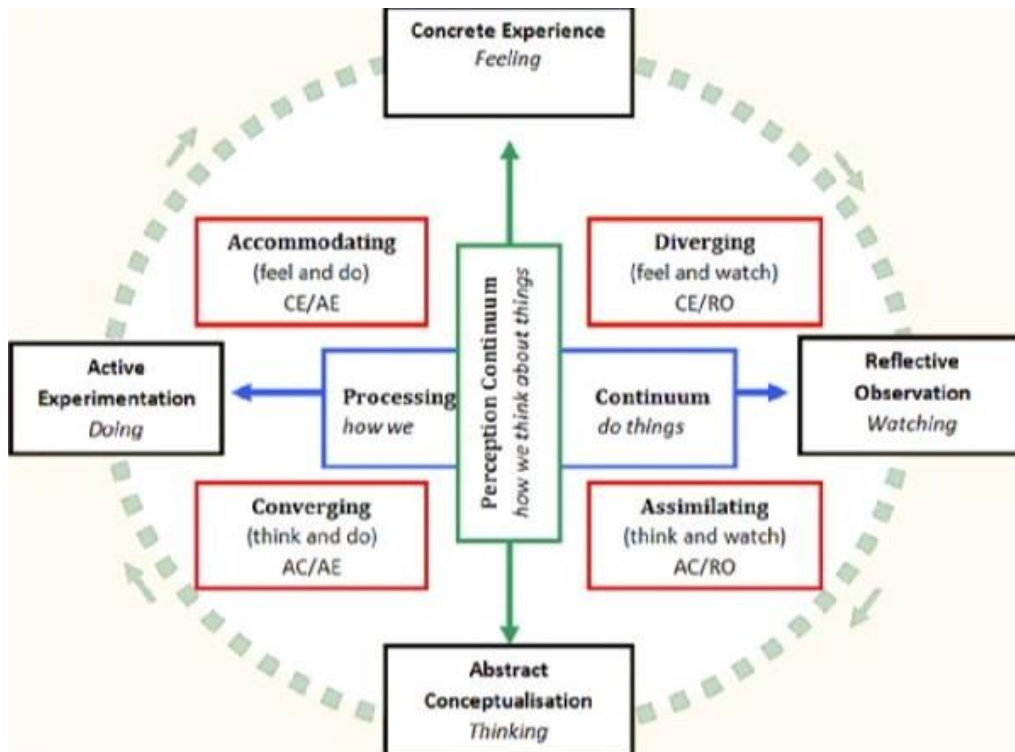 Concrete Experience
Feeling
Accommodating
(feel and do)
CE/AE
Diverging
(feel and watch)
CE/RO
Active
Experimentation
Doing
Processing
how we
Perception Continuum
how we think about things
Continuum
do things
Reflective
Observation
Watching
Converging
(think and do)
AC/AE
Assimilating
(think and watch)
AC/RO
Abstract
Conceptualisation
Thinking